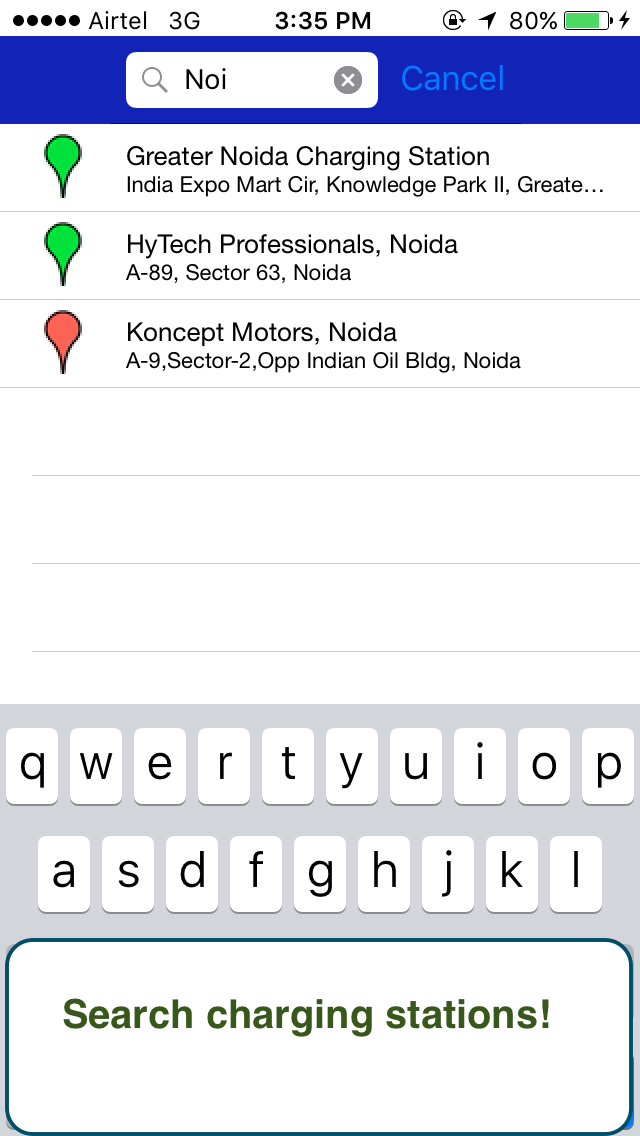 Airtel 3G 3:35 PM 80%
Noi Cancel
Greater Noida Charging Station
India Expo Mart Cir, Knowledge Park II, Greate...
HyTech Professionals, Noida
A-89, Sector 63, Noida
Koncept Motors, Noida
A-9,Sector-2,Opp Indian Oil Bldg, Noida
q w e r t y u i o p
a s d f g h j k l
Search charging stations!